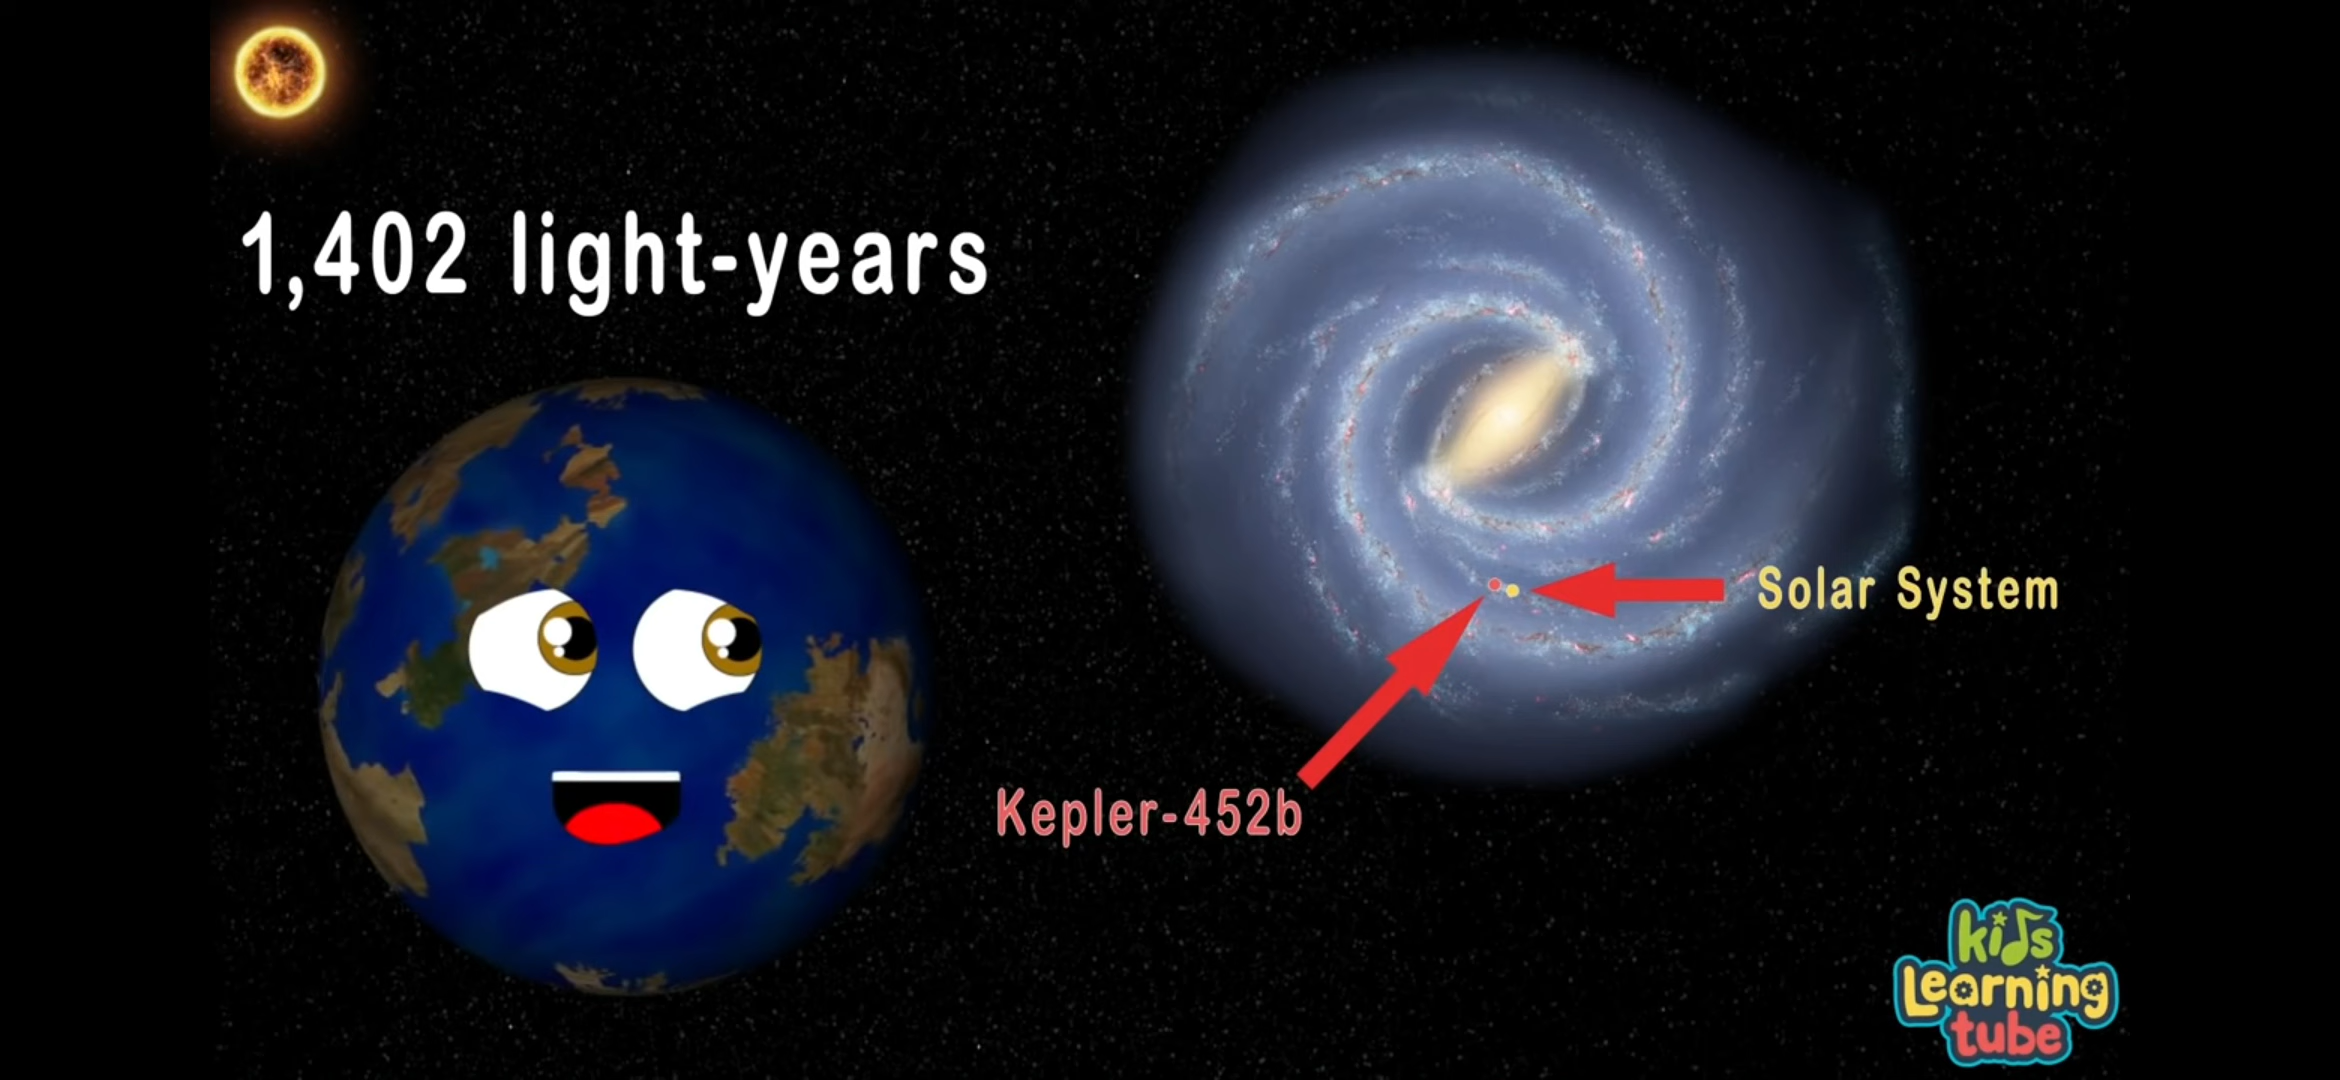 1,402 light-years
Solar System
Kepler-452b
kids
Learning
tube